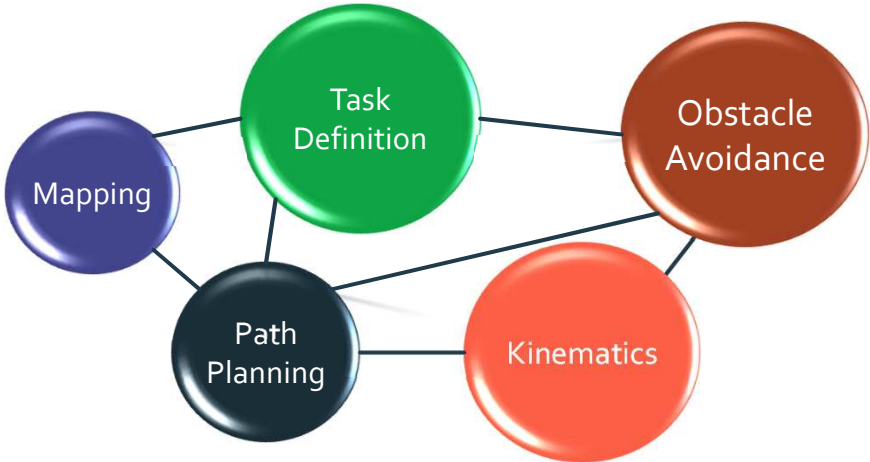 Task
Definition
Obstacle
Avoidance
Mapping
Path
Planning
Kinematics